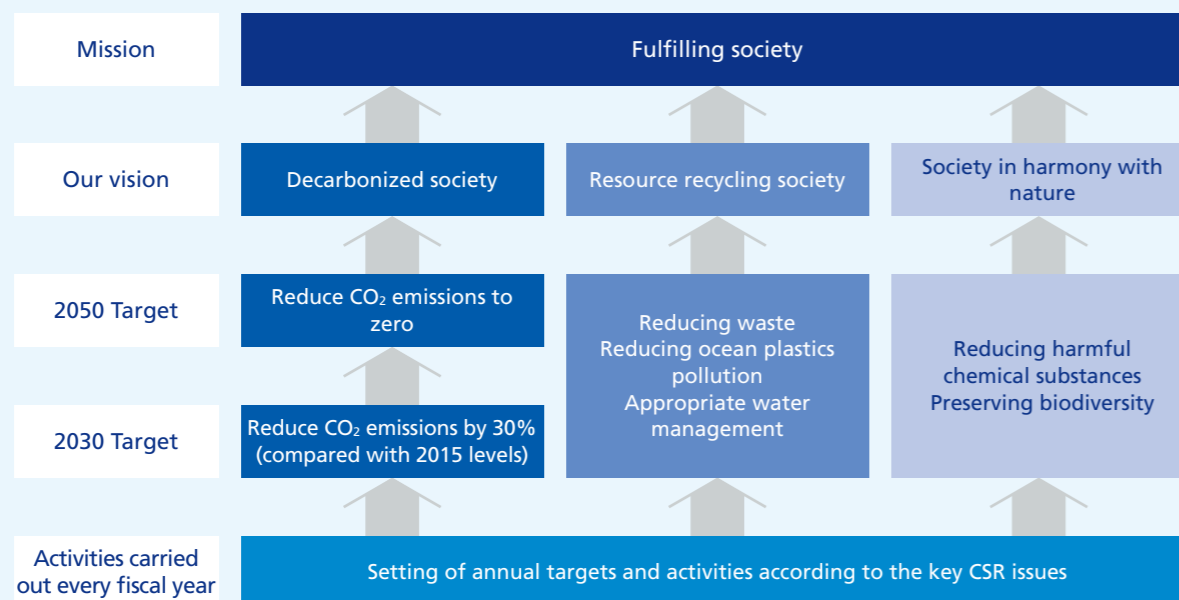 Mission
Fulfilling society
Our vision
Decarbonized society
Resource recycling society
Society in harmony with
nature
2050 Target
Reduce CO₂ emissions to
zero
Reducing waste
Reducing ocean plastics
pollution
Appropriate water
management
Reducing harmful
chemical substances
Preserving biodiversity
2030 Target
Reduce CO₂ emissions by 30%
(compared with 2015 levels)
Activities carried
out every fiscal year
Setting of annual targets and activities according to the key CSR issues